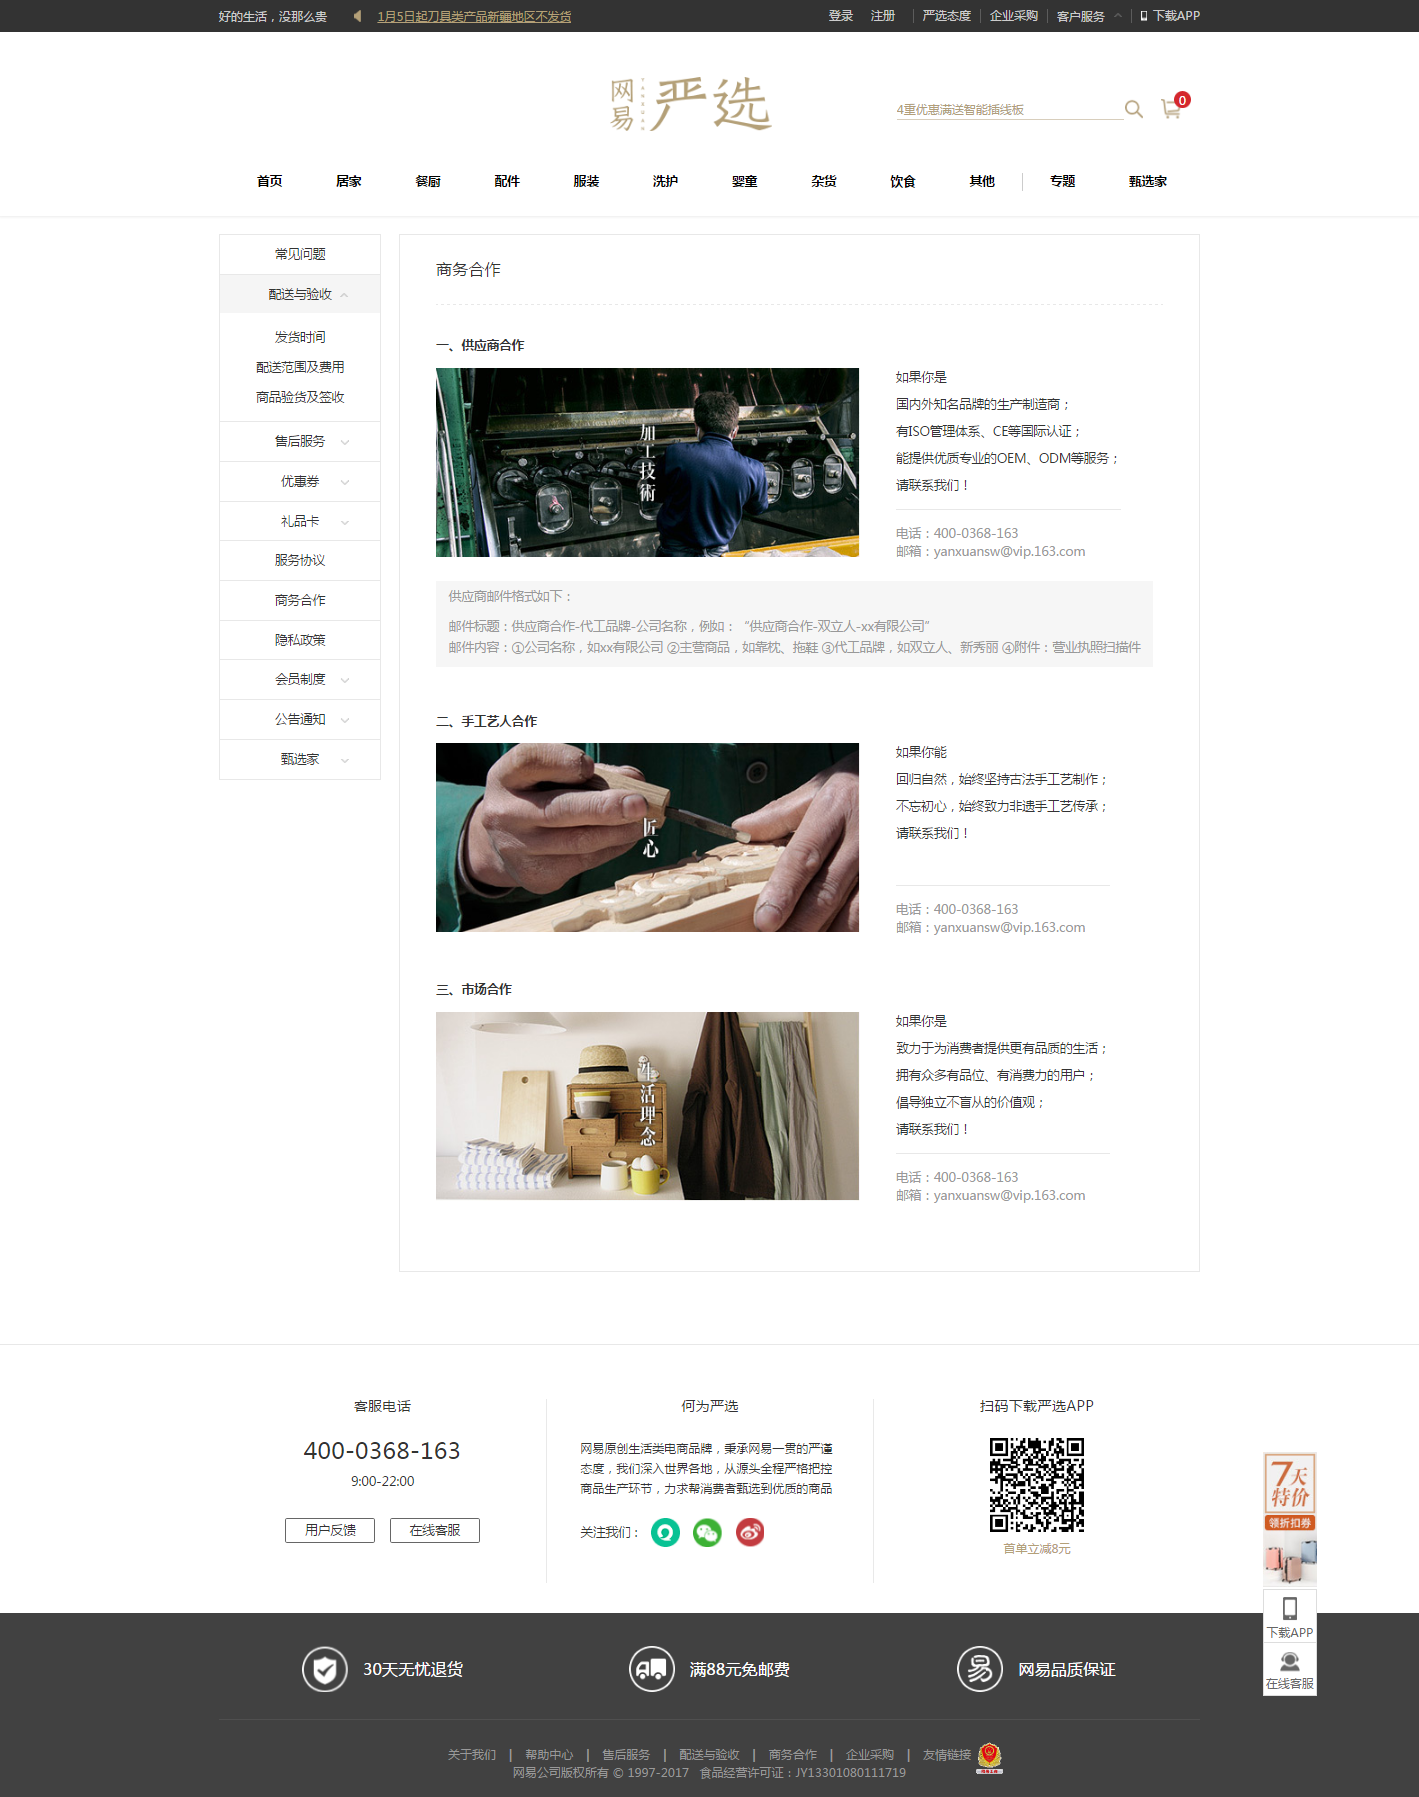 好的生活，没那么贵
1月5日起刀具类产品新疆地区不发货
登录 注册 严选态度 企业采购 客户服务 下载APP
网易 严选
4重优惠满送智能插线板
0
首页 居家 餐厨 配件 服装 洗护 婴童 杂货 饮食 其他 专题 甄选家
常见问题
配送与验收
发货时间
配送范围及费用
商品验货及签收
售后服务
优惠券
礼品卡
服务协议
商务合作
隐私政策
会员制度
公告通知
甄选家
商务合作
一、供应商合作
加工技術
如果你是
国内外知名品牌的生产制造商；
有ISO管理体系、CE等国际认证；
能提供优质专业的OEM、ODM等服务；
请联系我们！
电话：400-0368-163
邮箱：yanxuansw@vip.163.com
供应商邮件格式如下：
邮件标题：供应商合作-代工品牌-公司名称，例如：“供应商合作-双立人-xx有限公司”
邮件内容：①公司名称，如xx有限公司 ②主营商品，如靠枕、拖鞋 ③代工品牌，如双立人、新秀丽 ④附件：营业执照扫描件
二、手工艺人合作
匠心
如果你能
回归自然，始终坚持古法手工艺制作；
不忘初心，始终致力非遗手工艺传承；
请联系我们！
电话：400-0368-163
邮箱：yanxuansw@vip.163.com
三、市场合作
生活理念
如果你是
致力于为消费者提供更有品质的生活；
拥有众多有品位、有消费力的用户；
倡导独立不盲从的价值观；
请联系我们！
电话：400-0368-163
邮箱：yanxuansw@vip.163.com
客服电话
400-0368-163
9:00-22:00
用户反馈 在线客服
何为严选
网易原创生活类电商品牌，秉承网易一贯的严谨
态度，我们深入世界各地，从源头全程严格把控
商品生产环节，力求帮消费者甄选到优质的商品
关注我们：
扫码下载严选APP
首单立减8元
7天
特价
领折扣券
下载APP
在线客服
30天无忧退货
满88元免邮费
易 网易品质保证
关于我们 | 帮助中心 | 售后服务 | 配送与验收 | 商务合作 | 企业采购 | 友情链接
网易公司版权所有 © 1997-2017 食品经营许可证：JY13301080111719